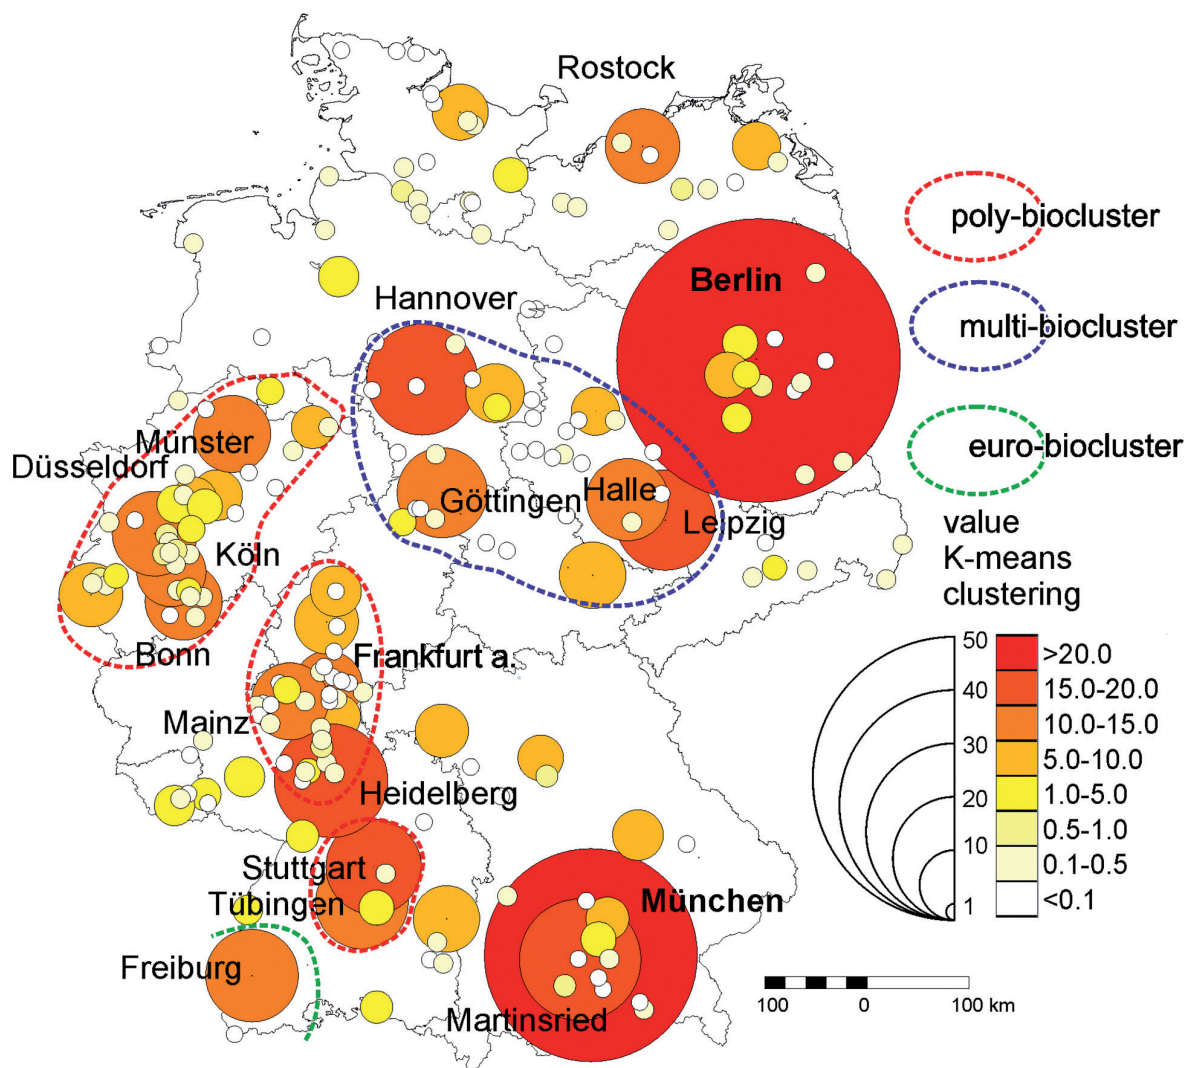 Rostock
poly-biocluster
Berlin
Hannover
multi-biocluster
Münster
euro-biocluster
Düsseldorf
Göttingen
Halle
Leipzig
value
K-means
clustering
Köln
Bonn
Frankfurt a.
50
>20.0
40
15.0-20.0
Mainz
30
10.0-15.0
5.0-10.0
Heidelberg
20
1.0-5.0
10
0.5-1.0
0.1-0.5
Stuttgart
Tübingen
München
1
<0.1
Freiburg
Martinsried
100
0
100 km